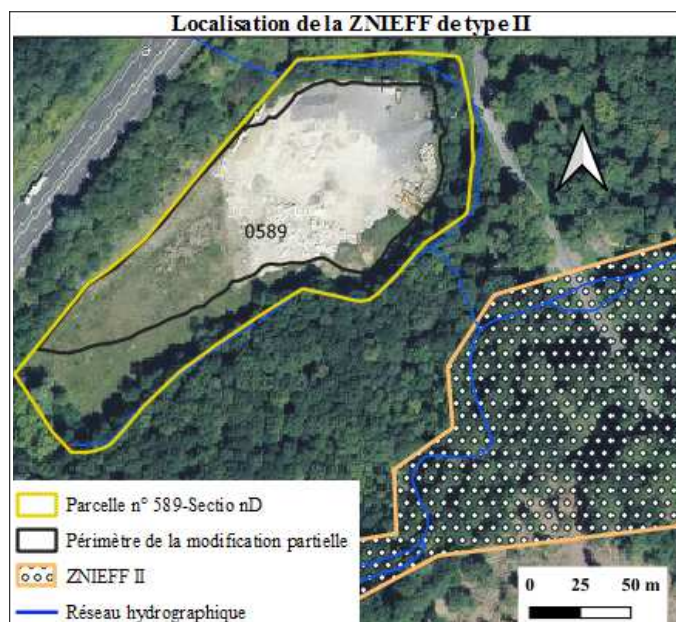 Localisation de la ZNIEFF de type II
0589
Parcelle n° 589-Sectio nD
Périmètre de la modification partielle
ZNIEFF II
Réseau hydrographique
0 25 50 m